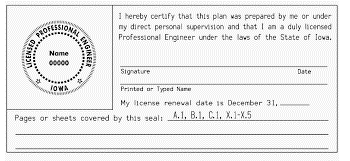 LICENSED PROFESSIONAL ENGINEER
Name
00000
IOWA
I hereby certify that this plan was prepared by me or under
my direct personal supervision and that I am a duly licensed
Professional Engineer under the laws of the State of Iowa.
Signature Date
Printed or Typed Name
My license renewal date is December 31,
Pages or sheets covered by this seal: A.1, B.1, C.1, X.1-X.5